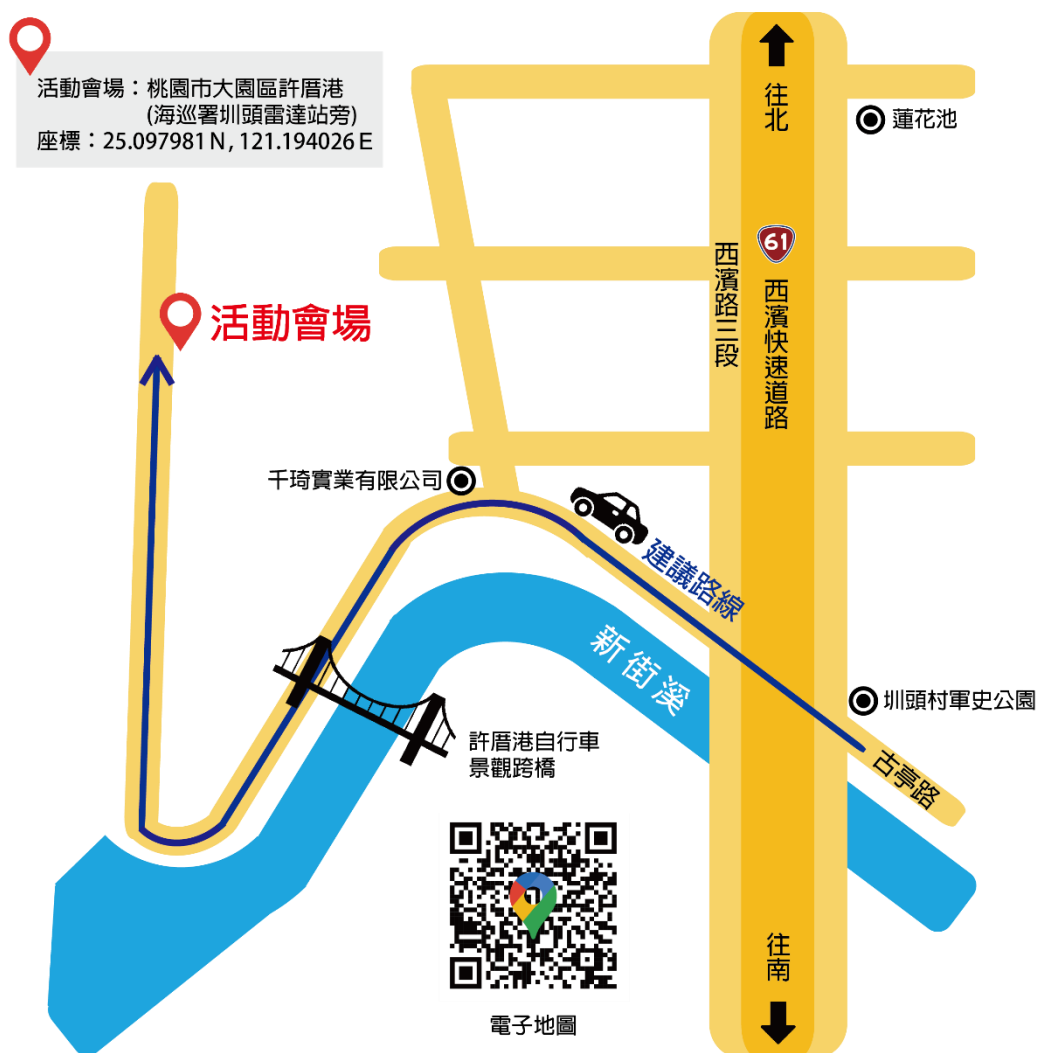 活動會場：桃園市大園區許厝港
(海巡署圳頭雷達站旁)
座標：25.097981 N, 121.194026 E
往北
蓮花池
61
西濱路三段
西濱快速道路
活動會場
千琦實業有限公司
建議路線
新街溪
圳頭村軍史公園
許厝港自行車
景觀跨橋
古亭路
往南
電子地圖